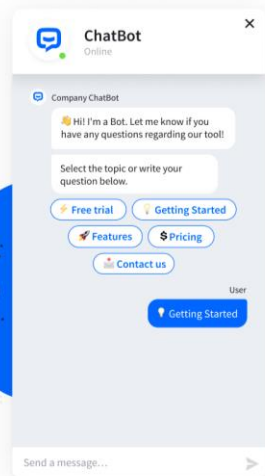 ChatBot
Online
Company ChatBot
👋 Hi! I'm a Bot. Let me know if you
have any questions regarding our tool!
Select the topic or write your
question below.
⚡ Free trial
💡 Getting Started
🚀 Features
💲 Pricing
📩 Contact us
User
💡 Getting Started
Send a message...